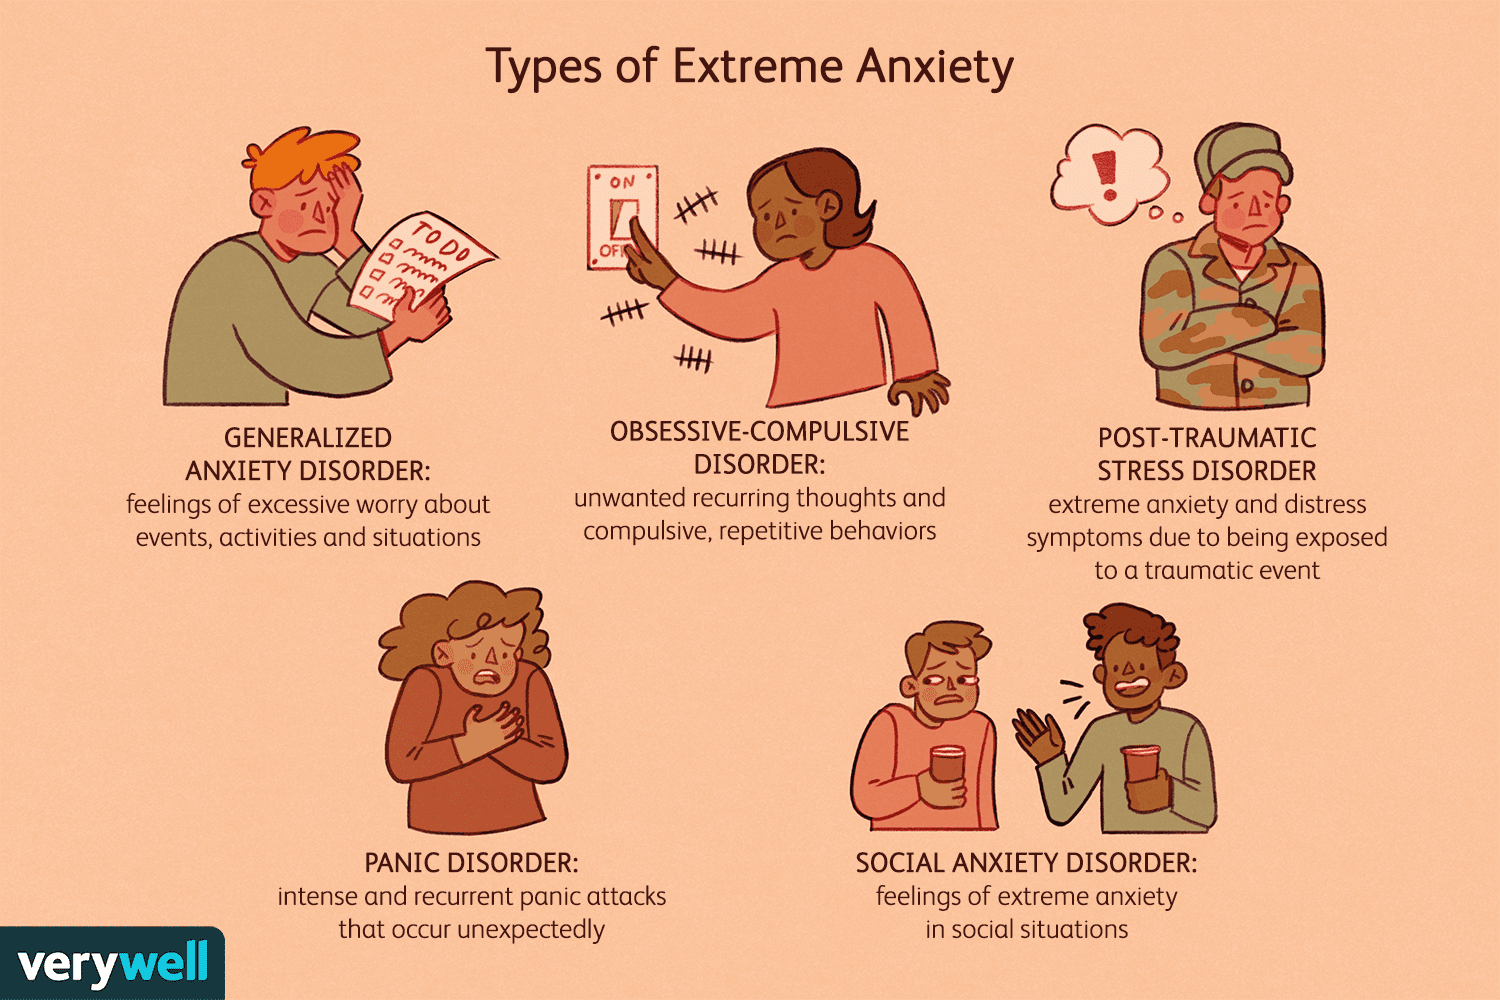 Types of Extreme Anxiety
TO DO
ON
OFF
GENERALIZED
ANXIETY DISORDER:
feelings of excessive worry about
events, activities and situations
OBSESSIVE-COMPULSIVE
DISORDER:
unwanted recurring thoughts and
compulsive, repetitive behaviors
!
POST-TRAUMATIC
STRESS DISORDER
extreme anxiety and distress
symptoms due to being exposed
to a traumatic event
PANIC DISORDER:
intense and recurrent panic attacks
that occur unexpectedly
SOCIAL ANXIETY DISORDER:
feelings of extreme anxiety
in social situations
verywell